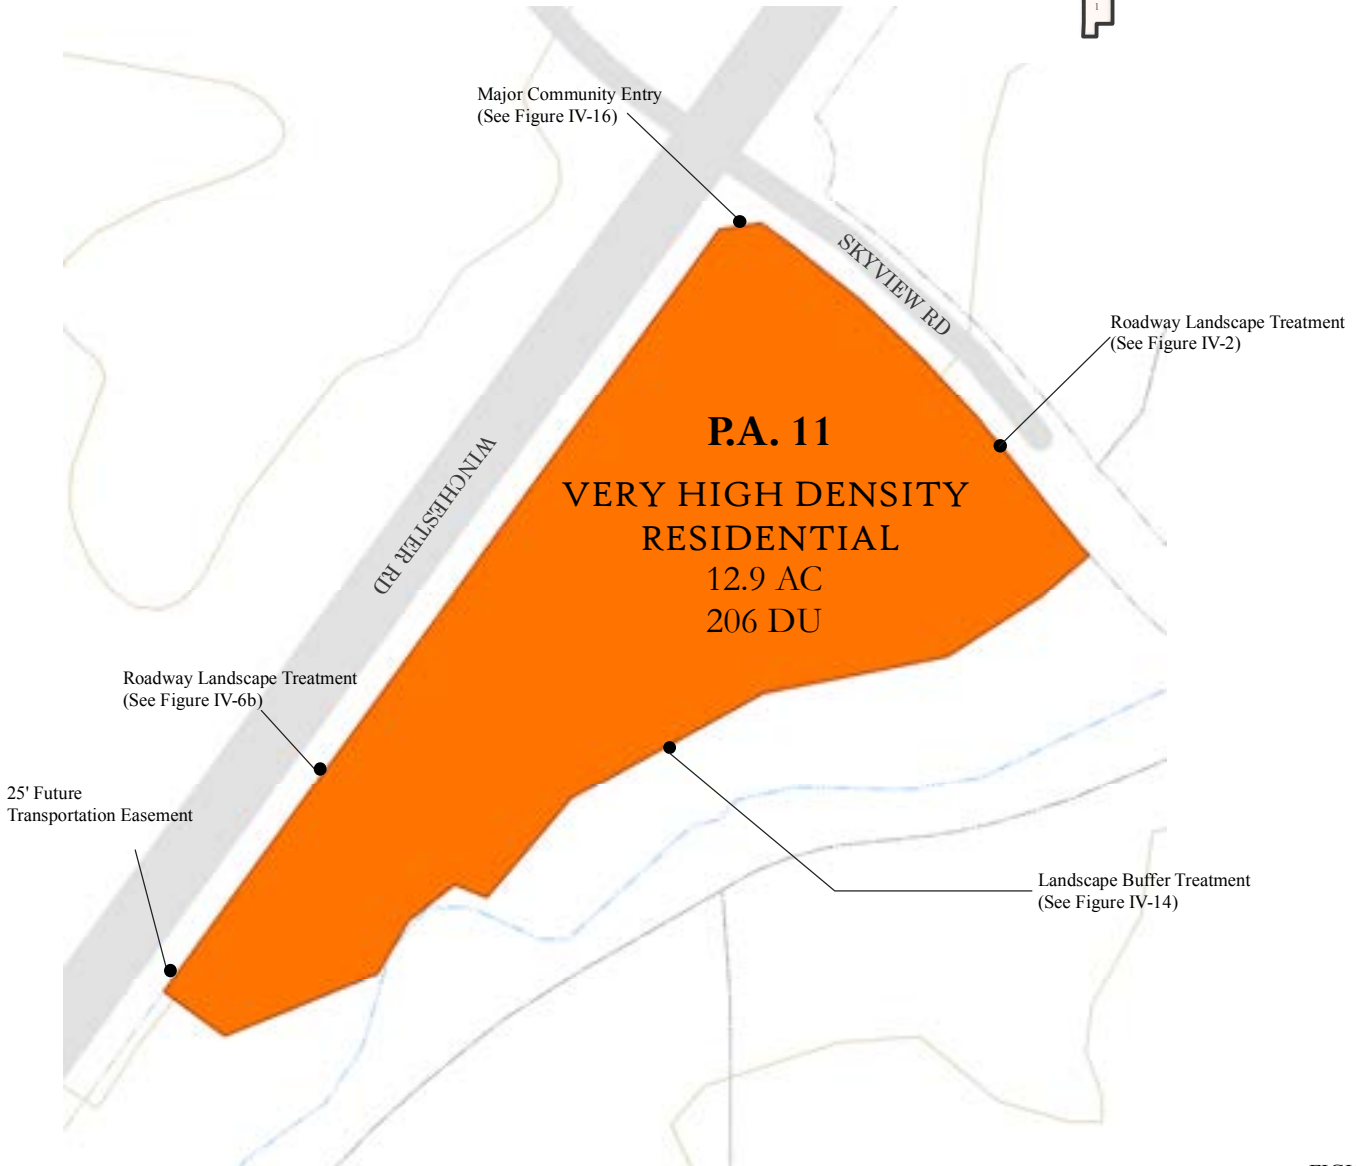 1
Major Community Entry
(See Figure IV-16)
SKYVIEW RD
Roadway Landscape Treatment
(See Figure IV-2)
P.A. 11
VERY HIGH DENSITY
RESIDENTIAL
12.9 AC
206 DU
WINCHESTER RD
Roadway Landscape Treatment
(See Figure IV-6b)
25' Future
Transportation Easement
Landscape Buffer Treatment
(See Figure IV-14)